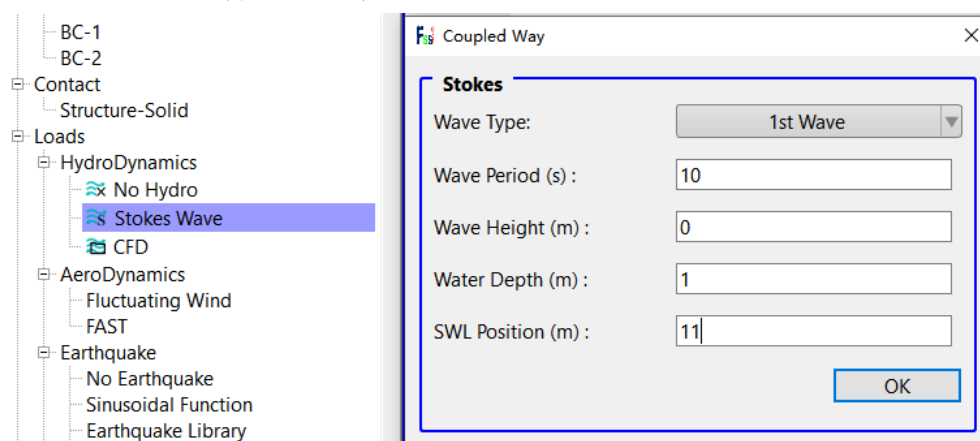 BC-1
BC-2
Contact
Structure-Solid
Loads
HydroDynamics
No Hydro
Stokes Wave
CFD
AeroDynamics
Fluctuating Wind
FAST
Earthquake
No Earthquake
Sinusoidal Function
Earthquake Library
Coupled Way
Stokes
Wave Type: 1st Wave
Wave Period (s) : 10
Wave Height (m) : 0
Water Depth (m) : 1
SWL Position (m) : 11
OK